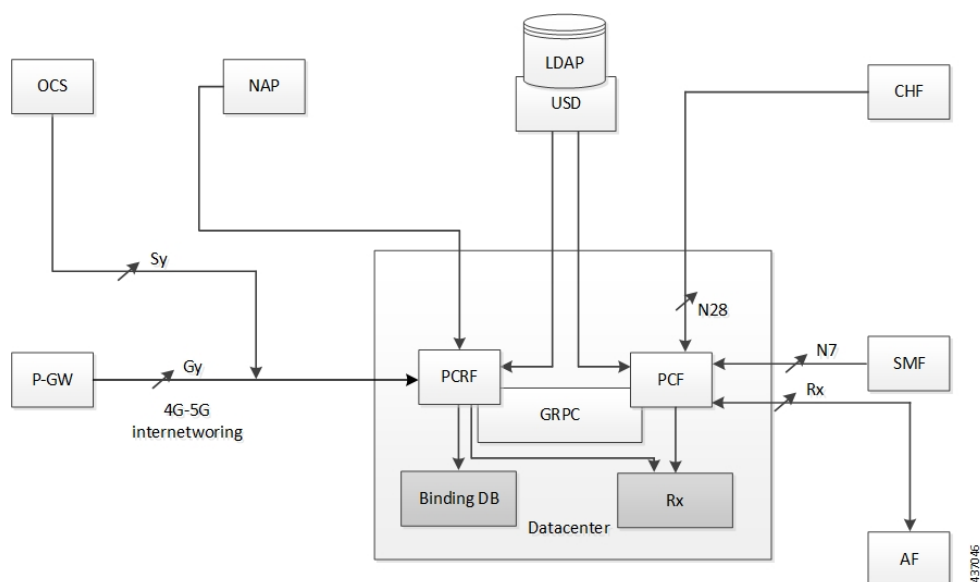 LDAP
OCS
NAP
USD
CHF
Sy
N28
Gy
N7
P-GW
PCRF
PCF
SMF
Rx
4G-5G
internetworing
GRPC
Binding DB
Rx
Datacenter
AF
437046